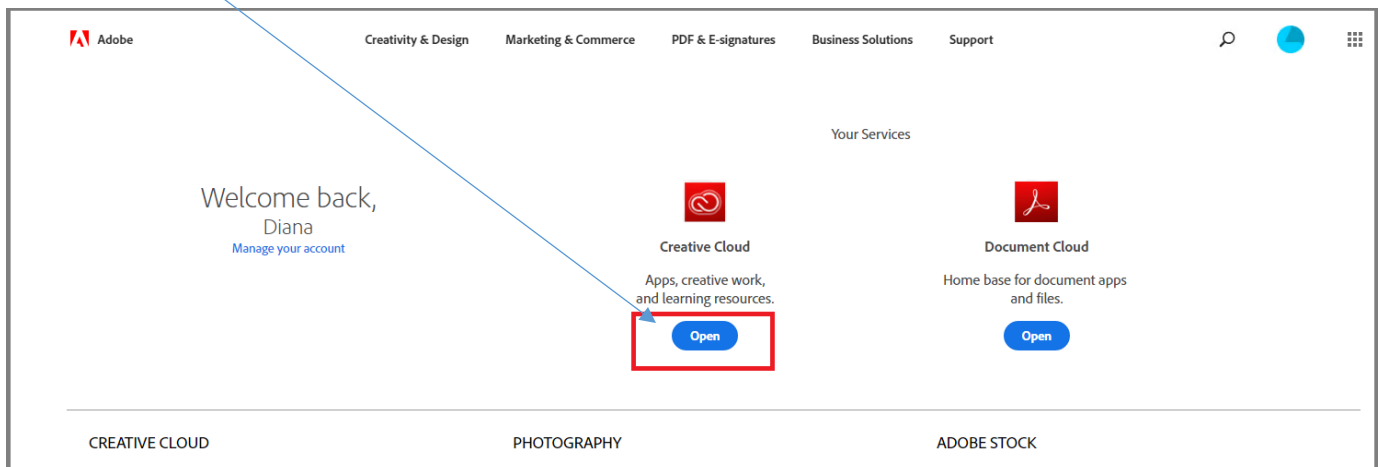 Adobe Creativity & Design Marketing & Commerce PDF & E-signatures Business Solutions Support
Your Services
Welcome back,
Diana
Manage your account
Creative Cloud
Apps, creative work,
and learning resources.
Open
Document Cloud
Home base for document apps
and files.
Open
CREATIVE CLOUD PHOTOGRAPHY ADOBE STOCK